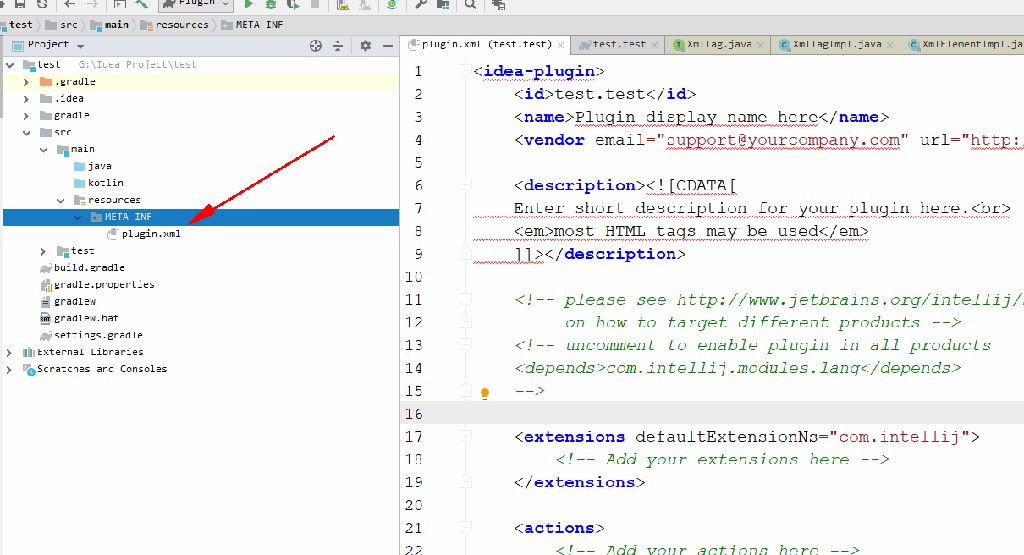 Plugin
test src main resources META-INF
Project
test G:\Idea Project\test
.gradle
.idea
gradle
src
main
java
kotlin
resources
META-INF
plugin.xml
test
build.gradle
gradle.properties
gradlew
gradlew.bat
settings.gradle
External Libraries
Scratches and Consoles
plugin.xml (test.test) test.test XmlTag.java XmlTagImpl.java XmlElementImpl.java
1 <idea-plugin>
2 <id>test.test</id>
3 <name>Plugin display name here</name>
4 <vendor email="support@yourcompany.com" url="http:
5
6 <description><![CDATA[
7 Enter short description for your plugin here.<br>
8 <em>most HTML tags may be used</em>
9 ]]></description>
10
11 <!-- please see http://www.jetbrains.org/intellij/
12 on how to target different products -->
13 <!-- uncomment to enable plugin in all products
14 <depends>com.intellij.modules.lang</depends>
15 -->
16
17 <extensions defaultExtensionNs="com.intellij">
18 <!-- Add your extensions here -->
19 </extensions>
20
21 <actions>
22 <!-- Add your actions here -->